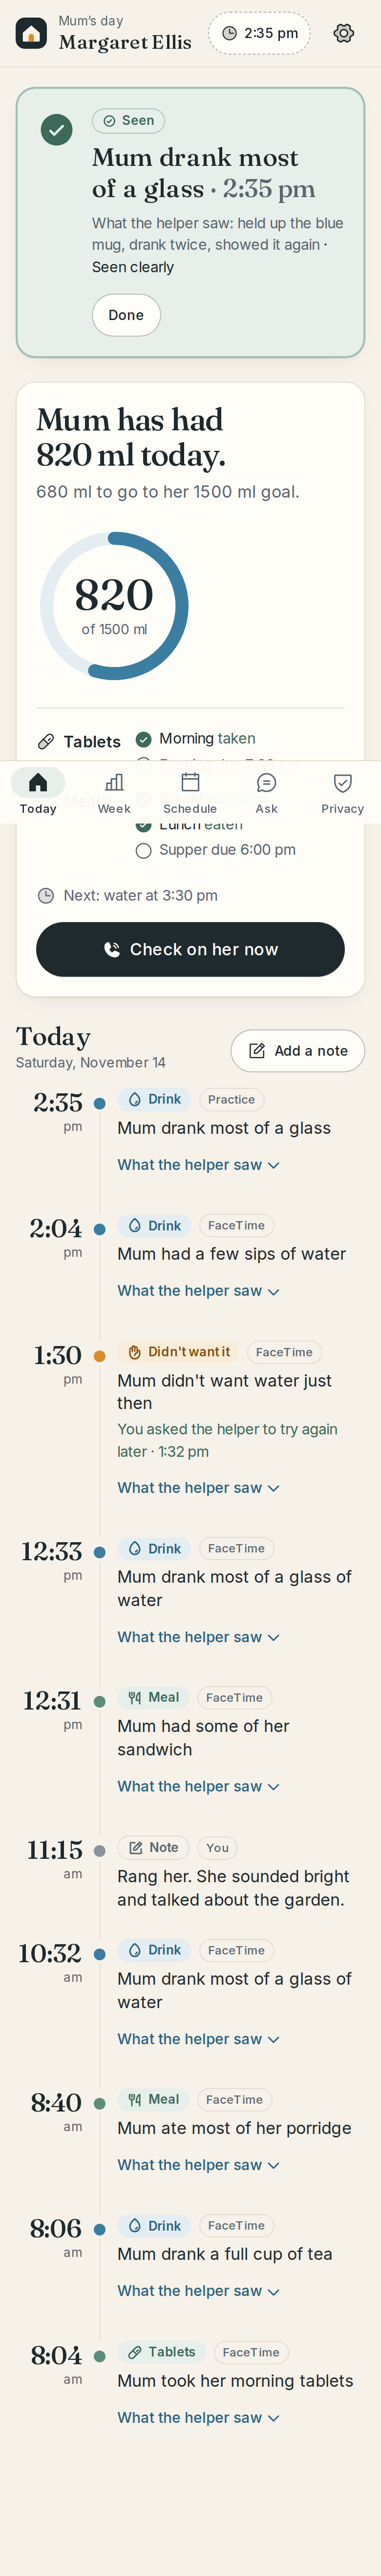 Mum's day
Margaret Ellis
2:35 pm
Seen
Mum drank most
of a glass · 2:35 pm
What the helper saw: held up the blue
mug, drank twice, showed it again ·
Seen clearly
Done
Mum has had
820 ml today.
680 ml to go to her 1500 ml goal.
820
of 1500 ml
Tablets
Morning taken
Today
Week
Schedule
Ask
Privacy
Lunch eaten
Supper due 6:00 pm
Next: water at 3:30 pm
Check on her now
Today
Saturday, November 14
Add a note
2:35
pm
Drink
Practice
Mum drank most of a glass
What the helper saw
2:04
pm
Drink
FaceTime
Mum had a few sips of water
What the helper saw
1:30
pm
Didn't want it
FaceTime
Mum didn't want water just
then
You asked the helper to try again
later · 1:32 pm
What the helper saw
12:33
pm
Drink
FaceTime
Mum drank most of a glass of
water
What the helper saw
12:31
pm
Meal
FaceTime
Mum had some of her
sandwich
What the helper saw
11:15
am
Note
You
Rang her. She sounded bright
and talked about the garden.
10:32
am
Drink
FaceTime
Mum drank most of a glass of
water
What the helper saw
8:40
am
Meal
FaceTime
Mum ate most of her porridge
What the helper saw
8:06
am
Drink
FaceTime
Mum drank a full cup of tea
What the helper saw
8:04
am
Tablets
FaceTime
Mum took her morning tablets
What the helper saw